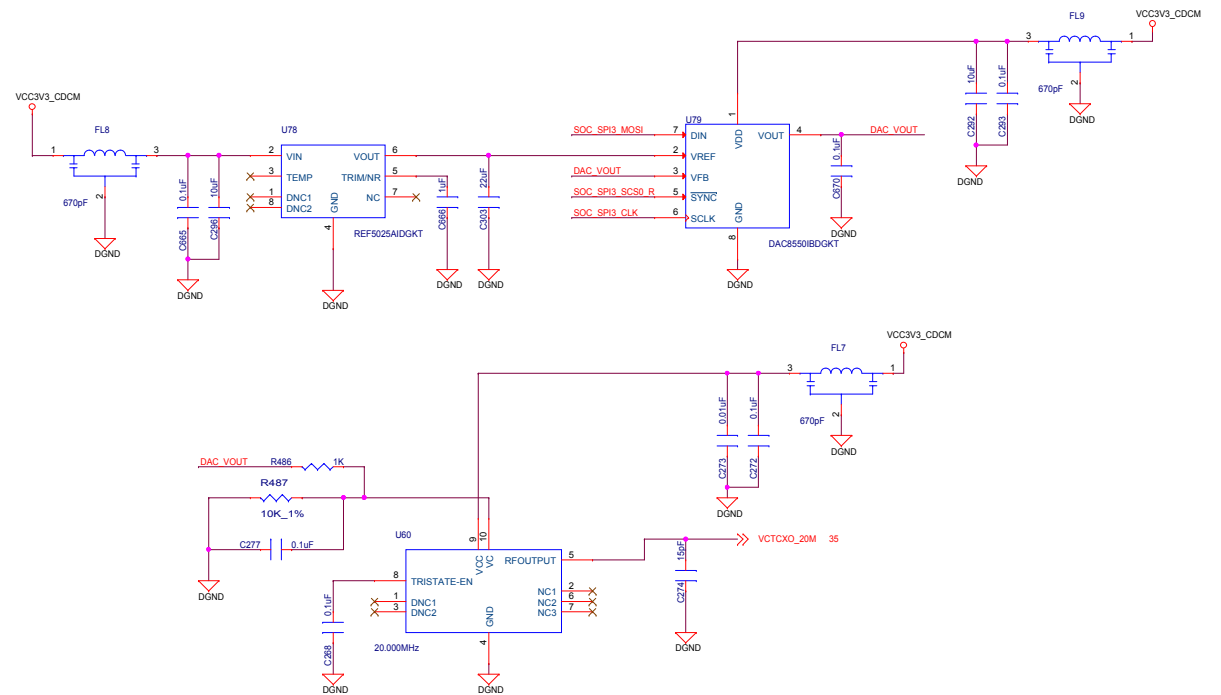 VCC3V3_CDCM
FL9
3
1
2
670pF
DGND
10uF
C292
0.1uF
C293
DGND
VCC3V3_CDCM
FL8
1
3
2
670pF
DGND
0.1uF
C665
10uF
C296
DGND
U78
2 VIN
3 TEMP
1 DNC1
8 DNC2
GND
4
VOUT 6
TRIM/NR 5
NC 7
REF5025AIDGKT
DGND
1uF
C666
DGND
22uF
C303
DGND
U79
1
VDD
SOC_SPI3_MOSI 7 DIN
2 VREF
DAC_VOUT 3 VFB
SOC_SPI3_SCS0_R 5 SYNC
SOC_SPI3_CLK 6 SCLK
GND
8
VOUT 4 DAC_VOUT
DAC8550IBDGKT
DGND
0.1uF
C670
DGND
VCC3V3_CDCM
FL7
3
1
2
670pF
DGND
0.01uF
C273
0.1uF
C272
DGND
DAC_VOUT R486 1K
R487
10K_1%
C277 0.1uF
DGND
U60
9
VCC
10
VC
8 TRISTATE-EN
1 DNC1
3 DNC2
GND
4
RFOUTPUT 5
NC1 2
NC2 6
NC3 7
20.000MHz
DGND
0.1uF
C268
DGND
15pF
C274
DGND
VCTCXO_20M 35